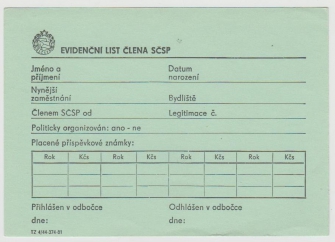 EVIDENČNÍ LIST ČLENA SČSP
Jméno a příjmení Datum narození
Nynější zaměstnání Bydliště
Členem SČSP od Legitimace č.
Politicky organizován: ano - ne
Placené příspěvkové známky:
Rok Kčs Rok Kčs Rok Kčs Rok Kčs
Přihlášen v odbočce Odhlášen v odbočce
dne: dne: